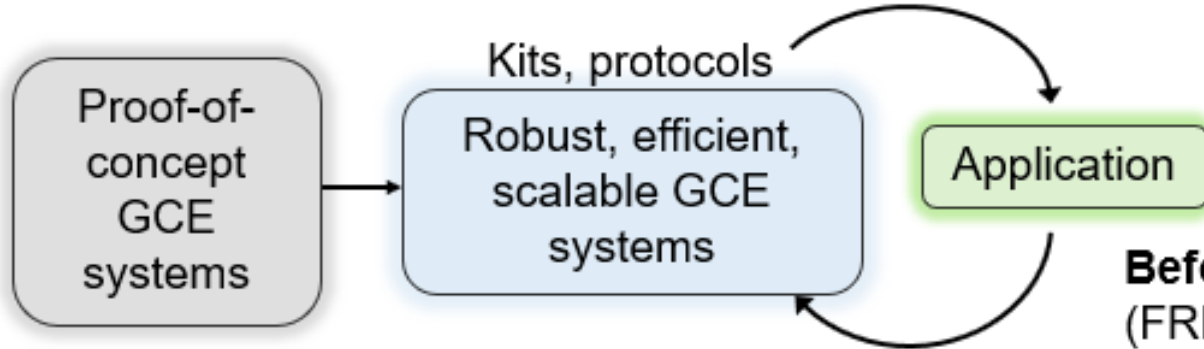 Proof-of-
concept
GCE
systems
Kits, protocols
Robust, efficient,
scalable GCE
systems
Application